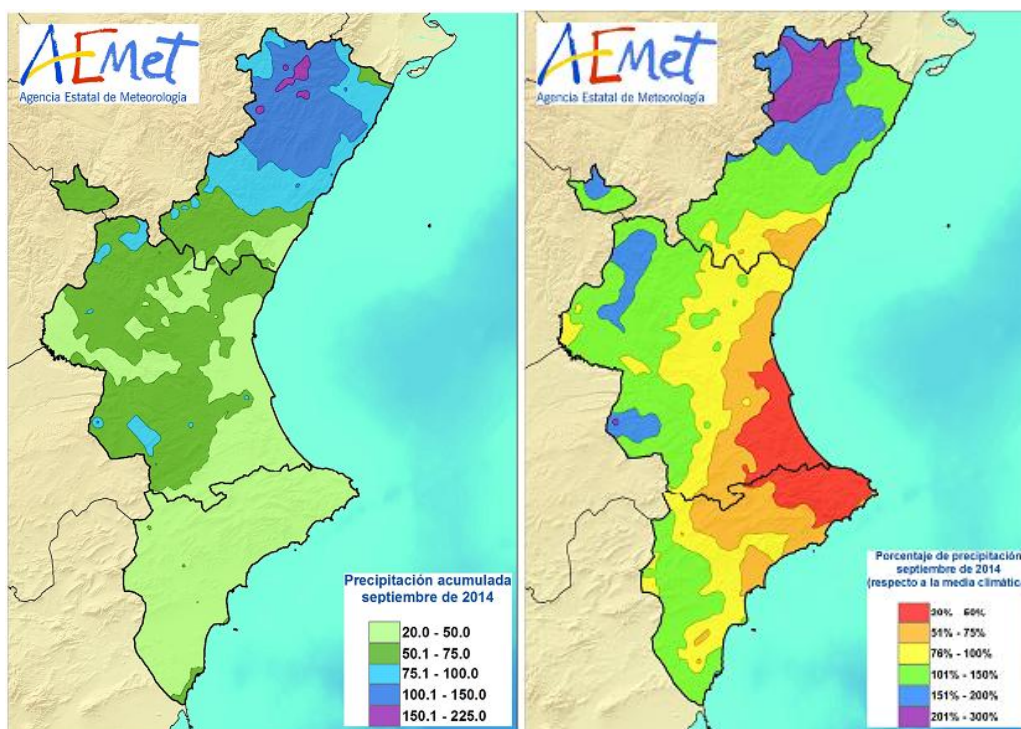 AEMet
Agencia Estatal de Meteorología
Precipitación acumulada
septiembre de 2014
20.0 - 50.0
50.1 - 75.0
75.1 - 100.0
100.1 - 150.0
150.1 - 225.0
AEMet
Agencia Estatal de Meteorología
Porcentaje de precipitación
septiembre de 2014
(respecto a la media climática
51% - 75%
76% - 100%
101% - 150%
151% - 200%
201% - 300%